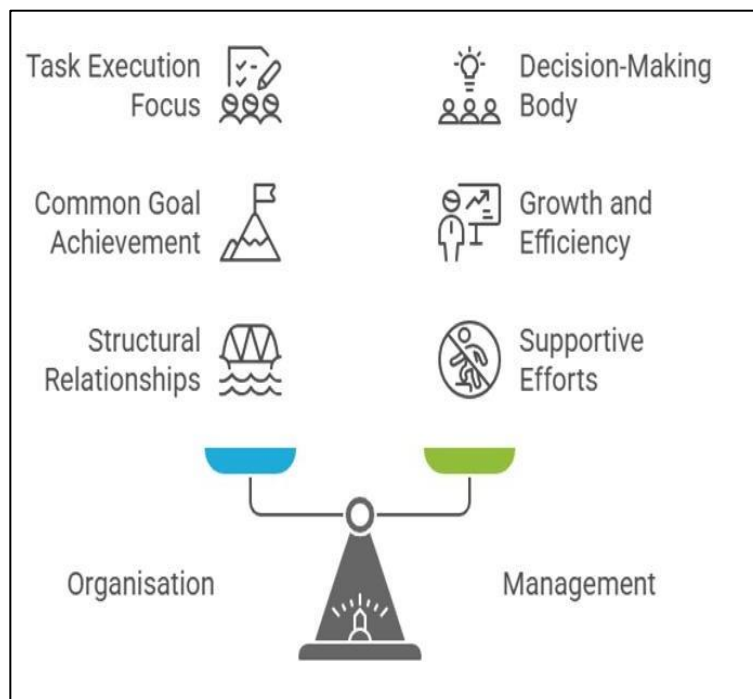 Task Execution
Focus
Decision-Making
Body
Common Goal
Achievement
Growth and
Efficiency
Structural
Relationships
Supportive
Efforts
Organisation
Management